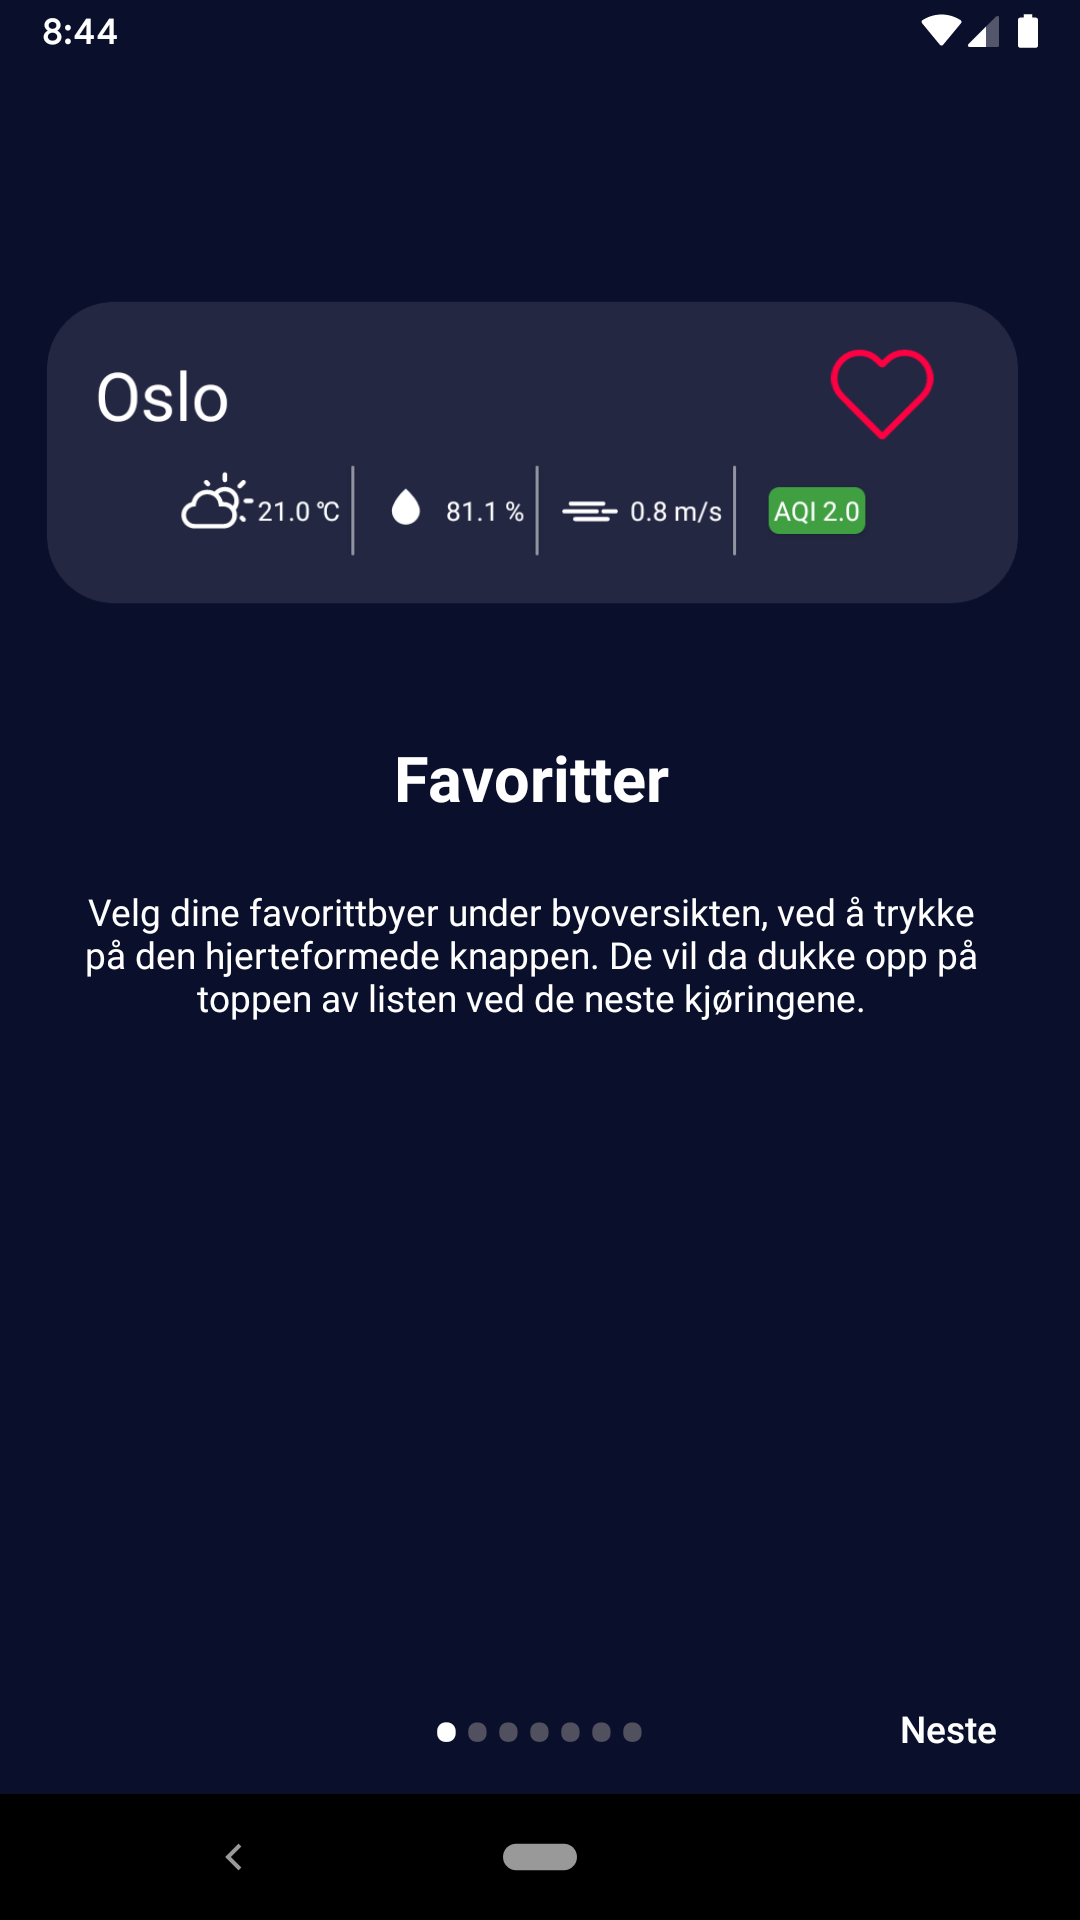 8:44
Oslo
21.0 °C 81.1 % 0.8 m/s AQI 2.0
Favoritter
Velg dine favorittbyer under byoversikten, ved å trykke
på den hjerteformede knappen. De vil da dukke opp på
toppen av listen ved de neste kjøringene.
Neste